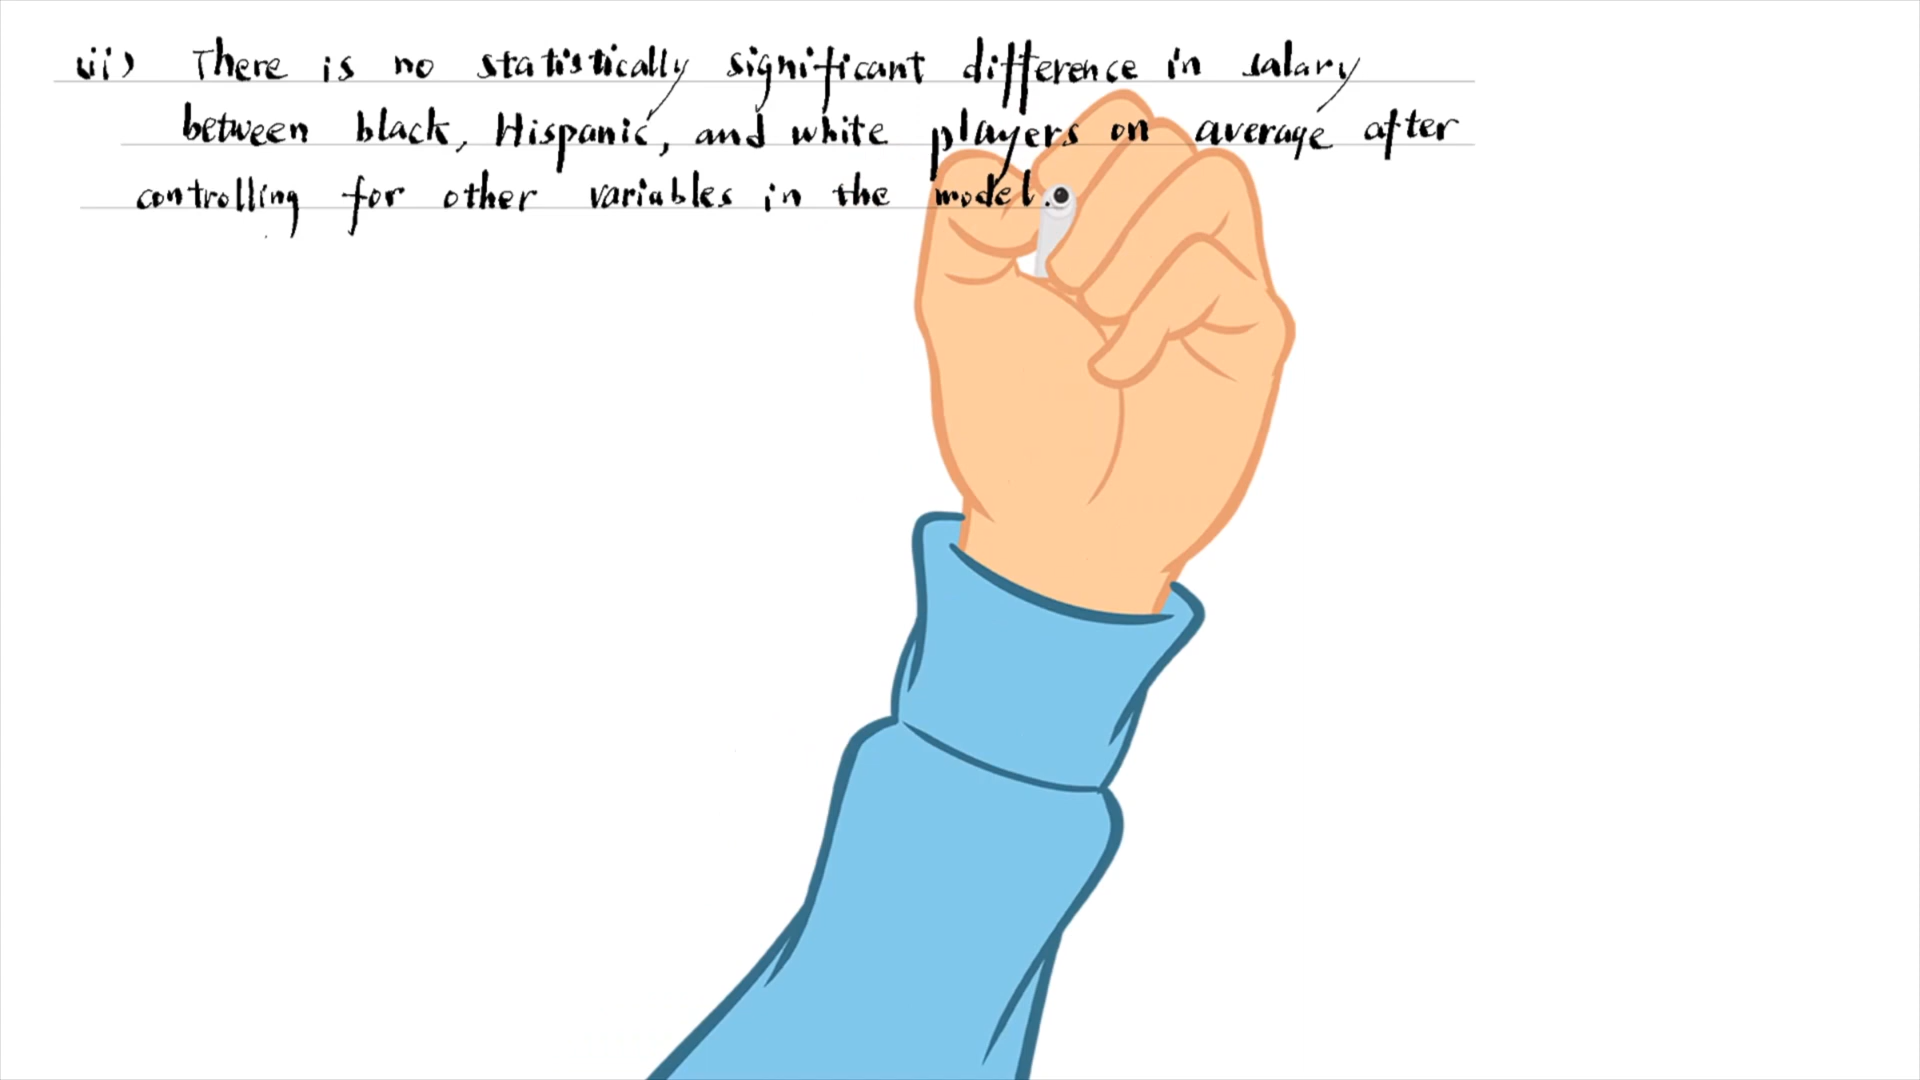 ii) There is no statistically significant difference in salary
between black, Hispanic, and white players on average after
controlling for other variables in the model.